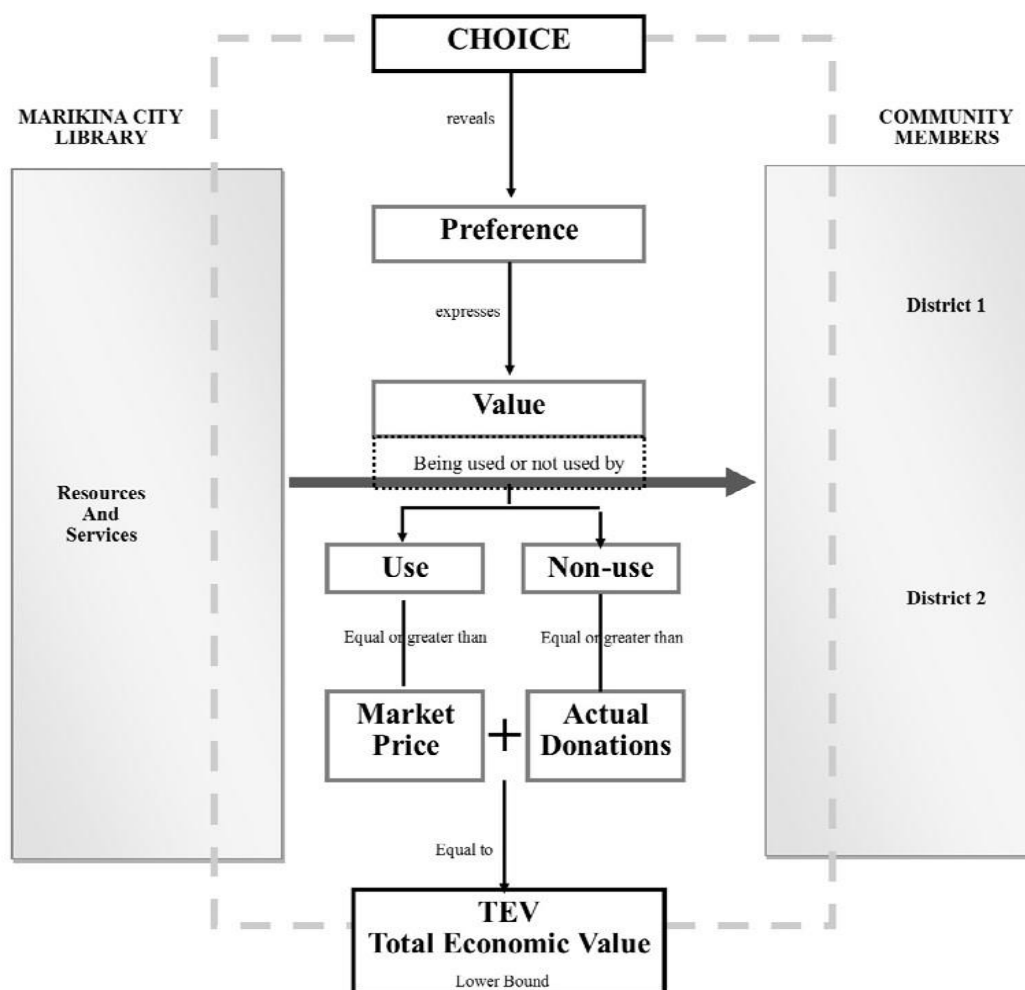 CHOICE
MARIKINA CITY
LIBRARY
reveals
COMMUNITY
MEMBERS
Preference
District 1
expresses
Value
Being used or not used by
Resources
And
Services
Use
Non-use
District 2
Equal or greater than
Equal or greater than
Market
Price
+
Actual
Donations
Equal to
TEV
Total Economic Value
Lower Bound